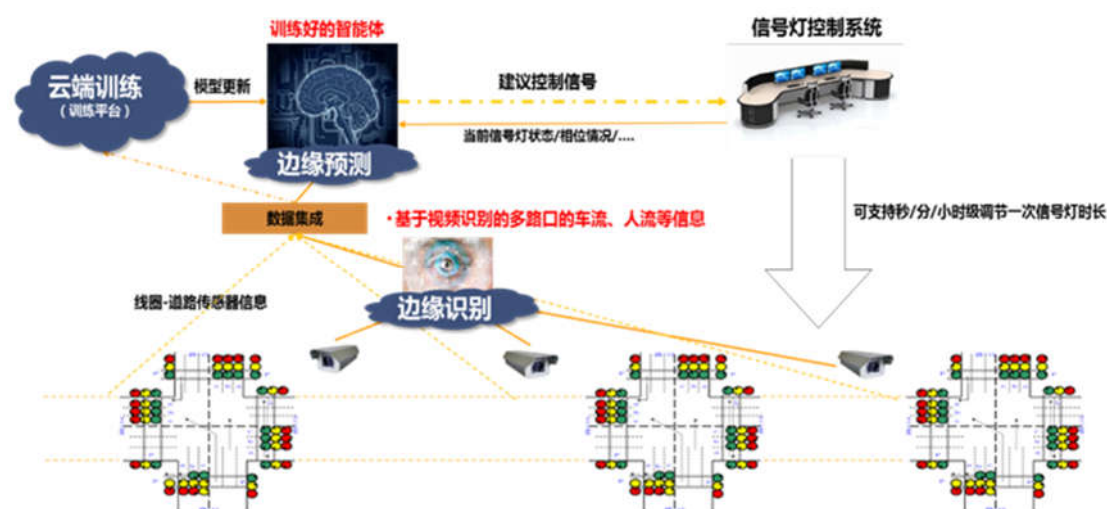 训练好的智能体
信号灯控制系统
云端训练
（训练平台）
模型更新
建议控制信号
当前信号灯状态/相位情况/....
边缘预测
数据集成
·基于视频识别的多路口的车流、人流等信息
可支持秒/分/小时级调节一次信号灯时长
线圈-道路传感器信息
边缘识别